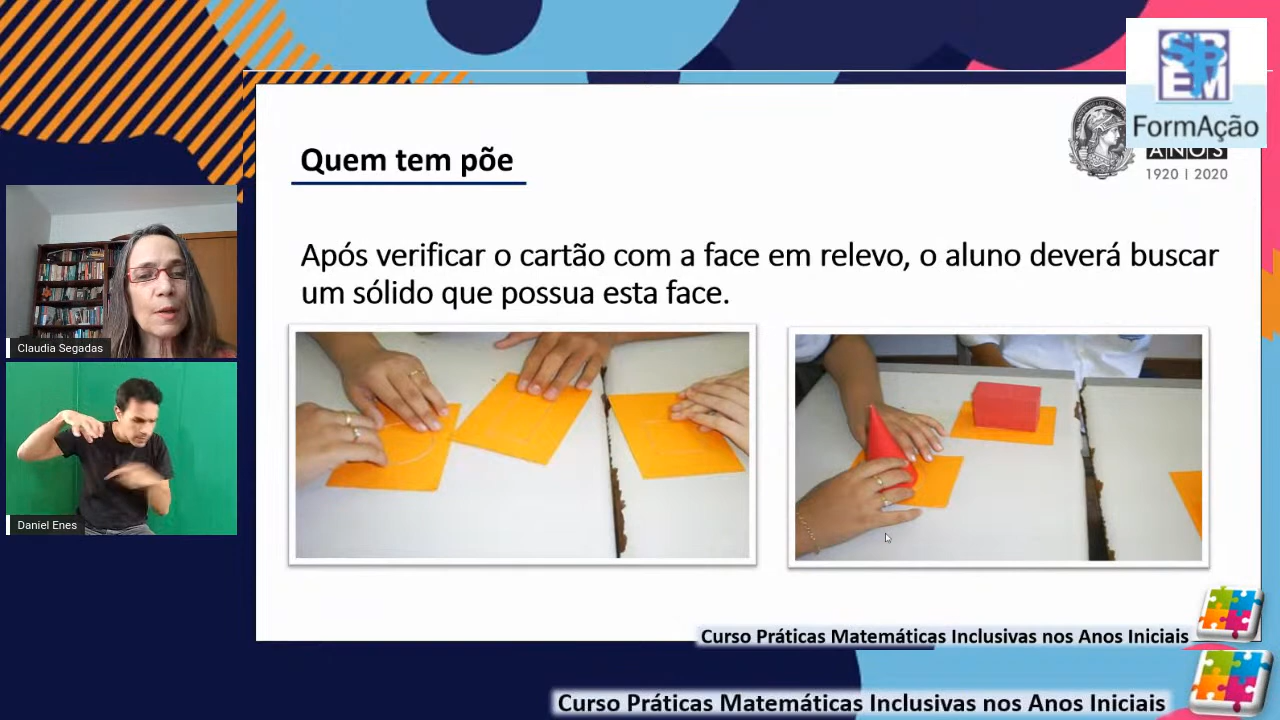 SBEM
FormAção
ANOS
1920 | 2020
Quem tem põe
Após verificar o cartão com a face em relevo, o aluno deverá buscar
um sólido que possua esta face.
Claudia Segadas
Daniel Enes
Curso Práticas Matemáticas Inclusivas nos Anos Iniciais
Curso Práticas Matemáticas Inclusivas nos Anos Iniciais